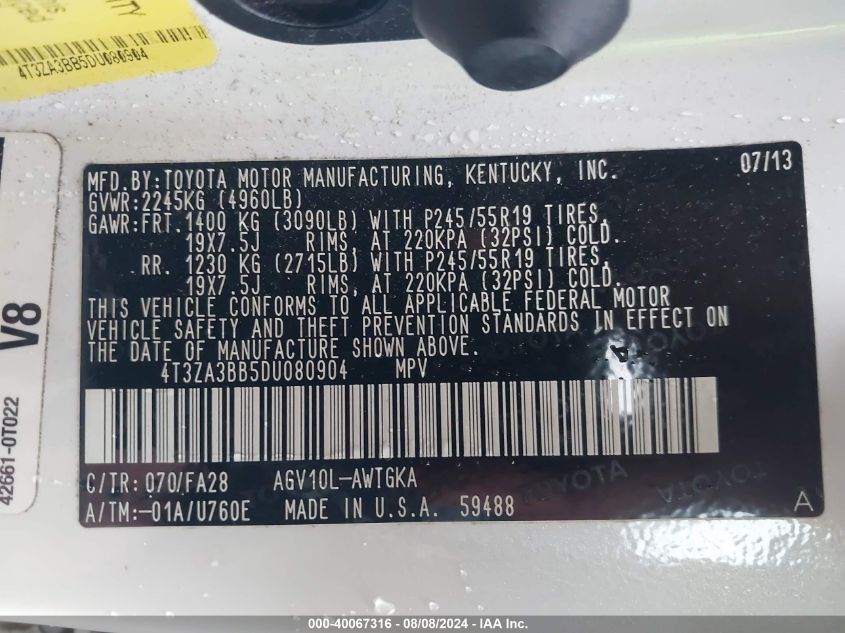 4T3ZA3BB5DU080904
MFD.BY:TOYOTA MOTOR MANUFACTURING, KENTUCKY, INC. 07/13
GVWR:2245KG (4960LB)
GAWR:FRT.1400 KG (3090LB) WITH P245/55R19 TIRES,
19X7.5J RIMS, AT 220KPA (32PSI) COLD.
RR. 1230 KG (2715LB) WITH P245/55R19 TIRES,
19X7.5J RIMS, AT 220KPA (32PSI) COLD.
THIS VEHICLE CONFORMS TO ALL APPLICABLE FEDERAL MOTOR
VEHICLE SAFETY AND THEFT PREVENTION STANDARDS IN EFFECT ON
THE DATE OF MANUFACTURE SHOWN ABOVE.
4T3ZA3BB5DU080904 MPV
C/TR:070/FA28 AGV10L-AWTGKA
A/TM:-01A/U760E MADE IN U.S.A. 59488
A
TOYOTA
TOYOTA
V8
42661-0T022
000-40067316 - 08/08/2024 - IAA Inc.